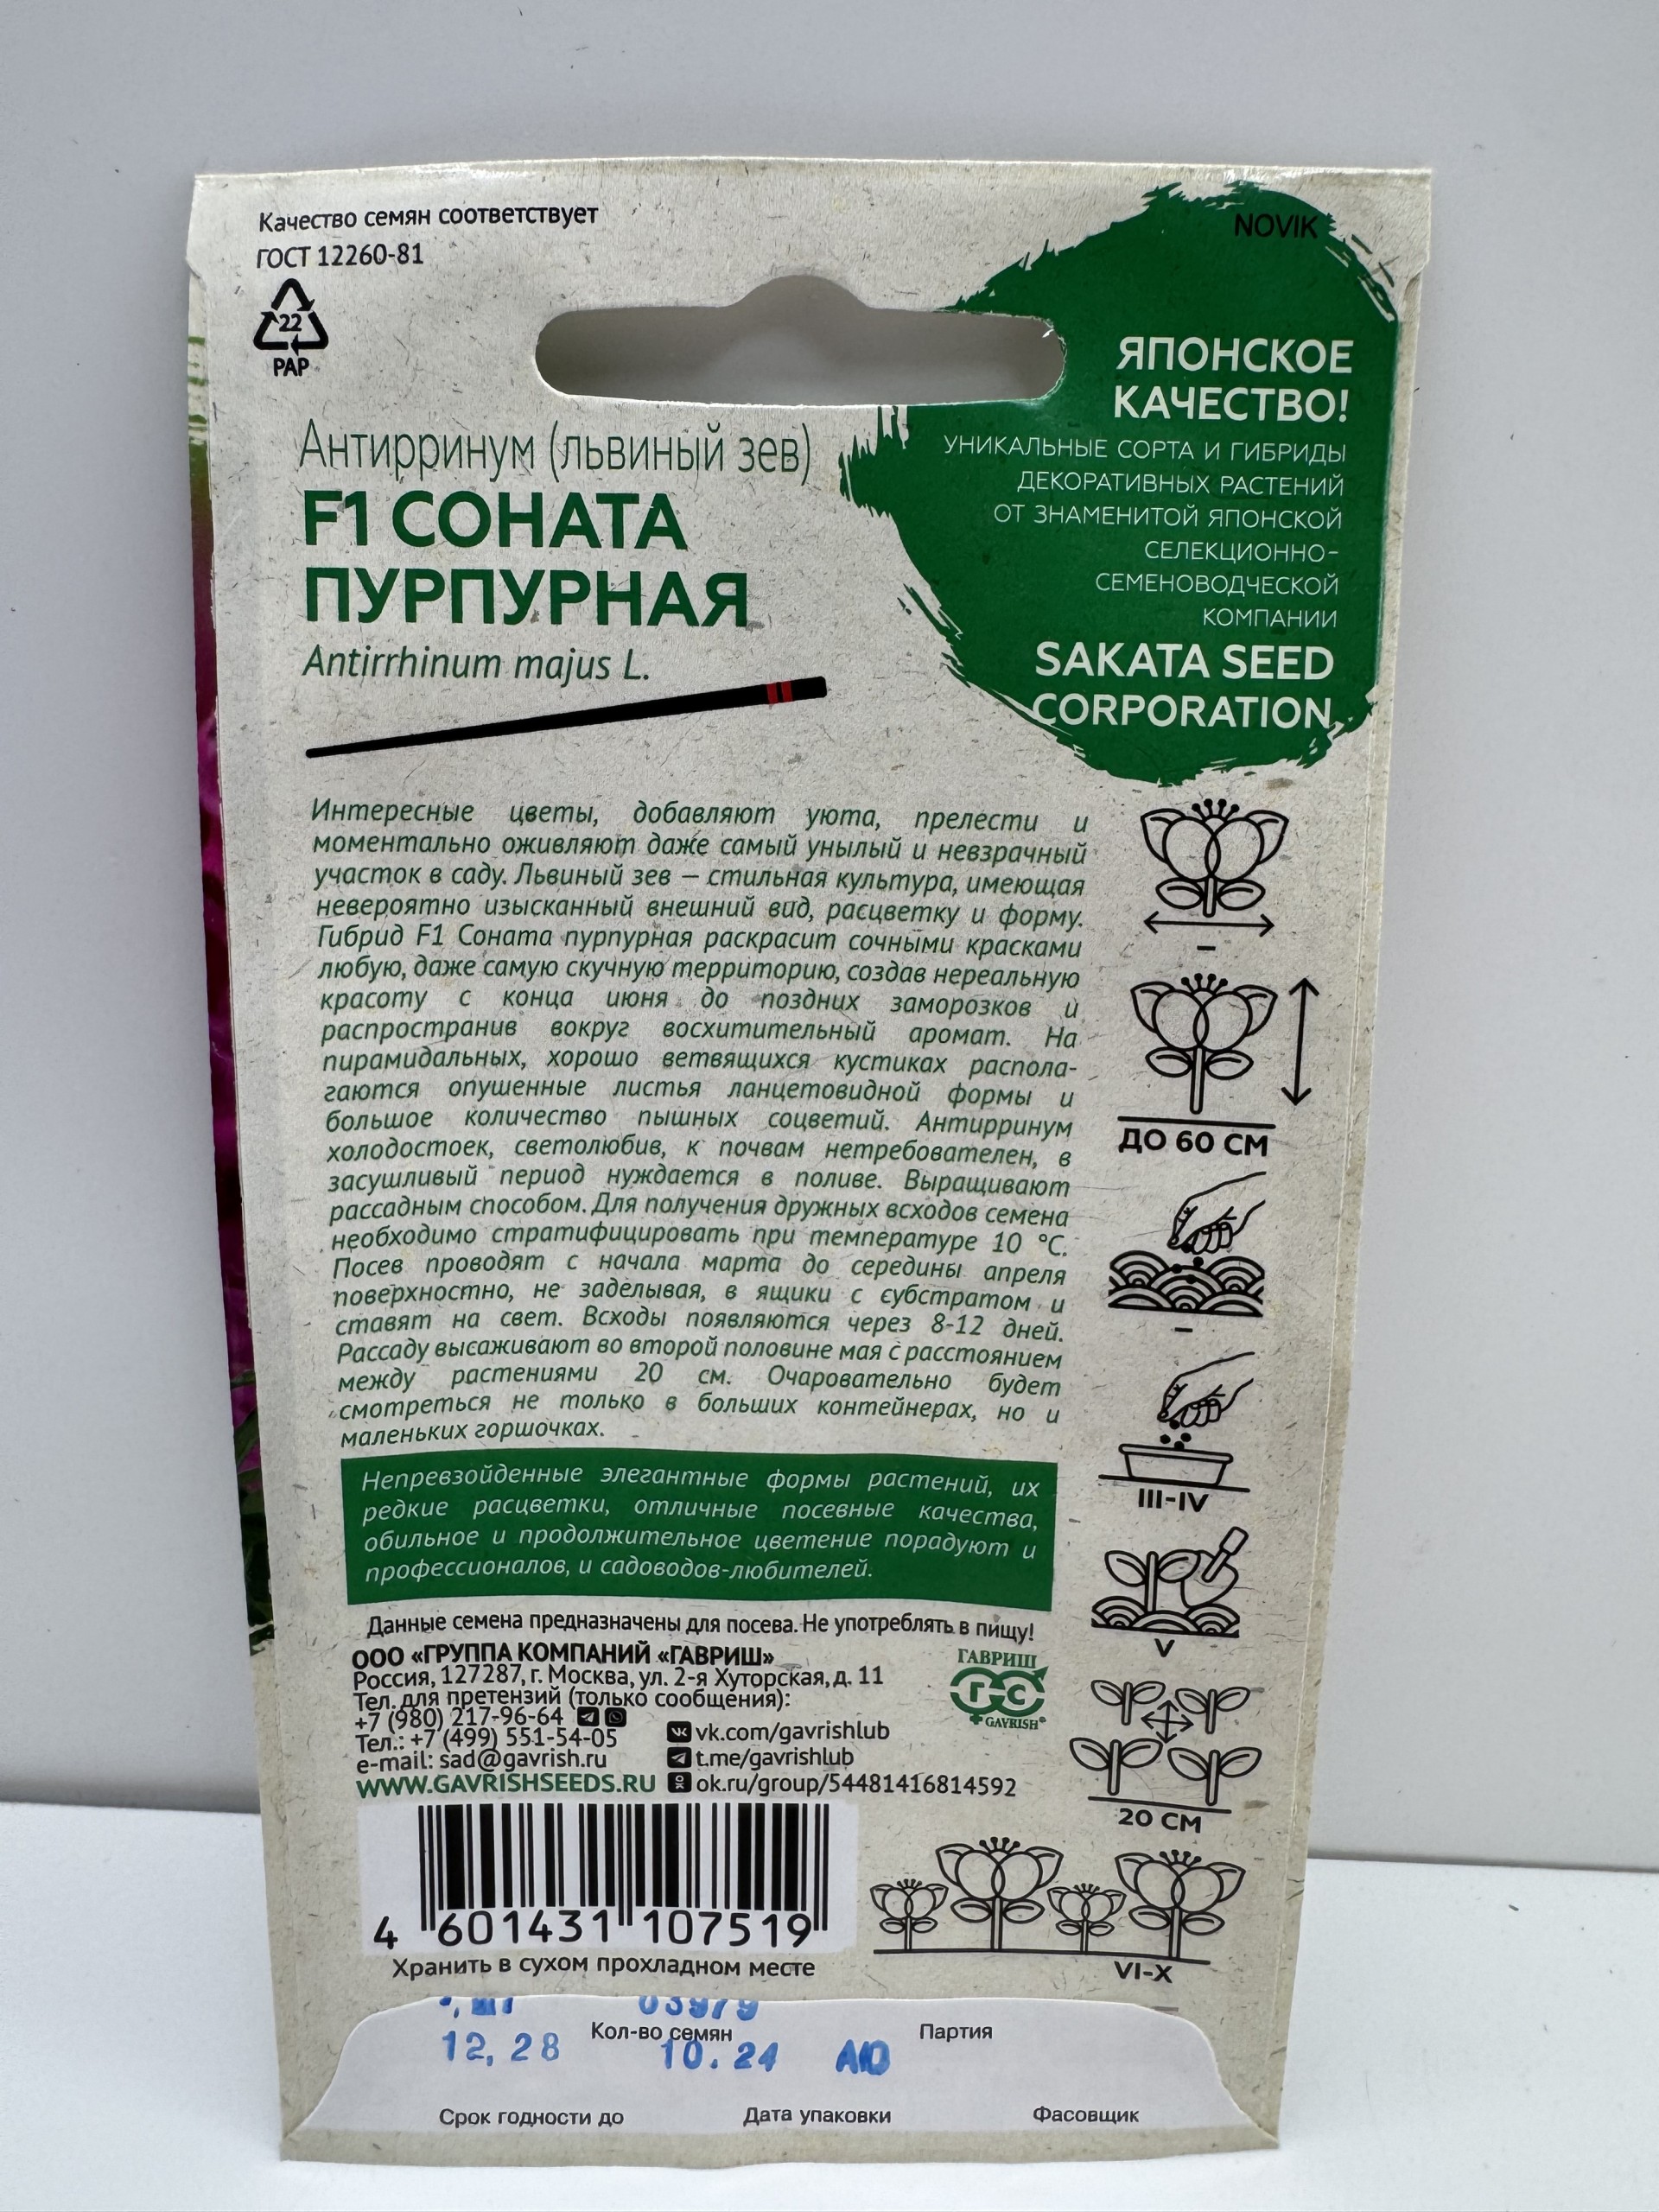 Качество семян соответствует
ГОСТ 12260-81
22
PAP
NOVIK
ЯПОНСКОЕ
КАЧЕСТВО!
УНИКАЛЬНЫЕ СОРТА И ГИБРИДЫ
ДЕКОРАТИВНЫХ РАСТЕНИЙ
ОТ ЗНАМЕНИТОЙ ЯПОНСКОЙ
СЕЛЕКЦИОННО-
СЕМЕНОВОДЧЕСКОЙ
КОМПАНИИ
SAKATA SEED
CORPORATION
Антирринум (львиный зев)
F1 СОНАТА
ПУРПУРНАЯ
Antirrhinum majus L.
Интересные цветы, добавляют уюта, прелести и
моментально оживляют даже самый унылый и невзрачный
участок в саду. Львиный зев — стильная культура, имеющая
невероятно изысканный внешний вид, расцветку и форму.
Гибрид F1 Соната пурпурная раскрасит сочными красками
любую, даже самую скучную территорию, создав нереальную
красоту с конца июня до поздних заморозков и
распространив вокруг восхитительный аромат. На
пирамидальных, хорошо ветвящихся кустиках распола-
гаются опушенные листья ланцетовидной формы и
большое количество пышных соцветий. Антирринум
холодостоек, светолюбив, к почвам нетребователен, в
засушливый период нуждается в поливе. Выращивают
рассадным способом. Для получения дружных всходов семена
необходимо стратифицировать при температуре 10 °С.
Посев проводят с начала марта до середины апреля
поверхностно, не заделывая, в ящики с субстратом и
ставят на свет. Всходы появляются через 8-12 дней.
Рассаду высаживают во второй половине мая с расстоянием
между растениями 20 см. Очаровательно будет
смотреться не только в больших контейнерах, но и
маленьких горшочках.
–
ДО 60 СМ
–
III-IV
V
20 СМ
VI-X
Непревзойденные элегантные формы растений, их
редкие расцветки, отличные посевные качества,
обильное и продолжительное цветение порадуют и
профессионалов, и садоводов-любителей.
Данные семена предназначены для посева. Не употреблять в пищу!
ООО «ГРУППА КОМПАНИЙ «ГАВРИШ»
Россия, 127287, г. Москва, ул. 2-я Хуторская, д. 11
Тел. для претензий (только сообщения):
+7 (980) 217-96-64
Тел.: +7 (499) 551-54-05
e-mail: sad@gavrish.ru
WWW.GAVRISHSEEDS.RU
vk.com/gavrishlub
t.me/gavrishlub
ok.ru/group/54481416814592
ГАВРИШ
ГС
GAVRISH®
4 601431 107519
Хранить в сухом прохладном месте
03979
Кол-во семян Партия
12, 28 10. 24 АЮ
Срок годности до Дата упаковки Фасовщик